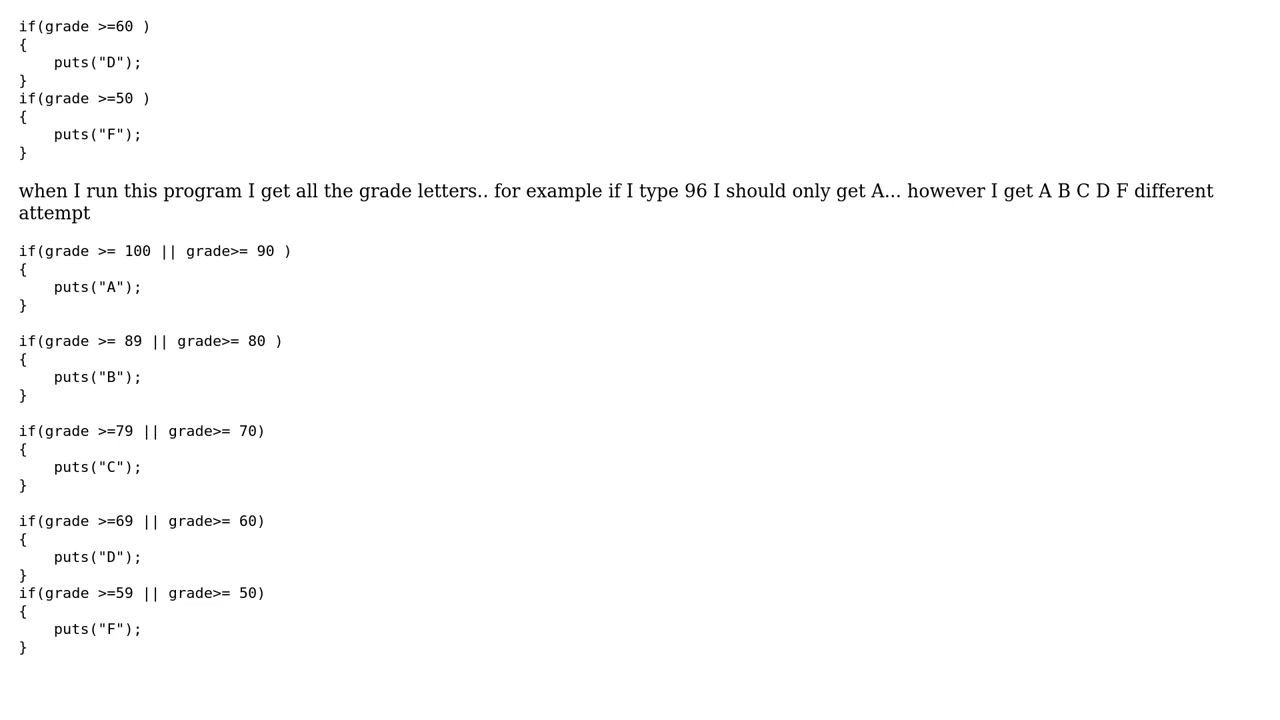 if(grade >=60 )
{
    puts("D");
}
if(grade >=50 )
{
    puts("F");
}
when I run this program I get all the grade letters.. for example if I type 96 I should only get A... however I get A B C D F different
attempt
if(grade >= 100 || grade>= 90 )
{
    puts("A");
}
if(grade >= 89 || grade>= 80 )
{
    puts("B");
}
if(grade >=79 || grade>= 70)
{
    puts("C");
}
if(grade >=69 || grade>= 60)
{
    puts("D");
}
if(grade >=59 || grade>= 50)
{
    puts("F");
}